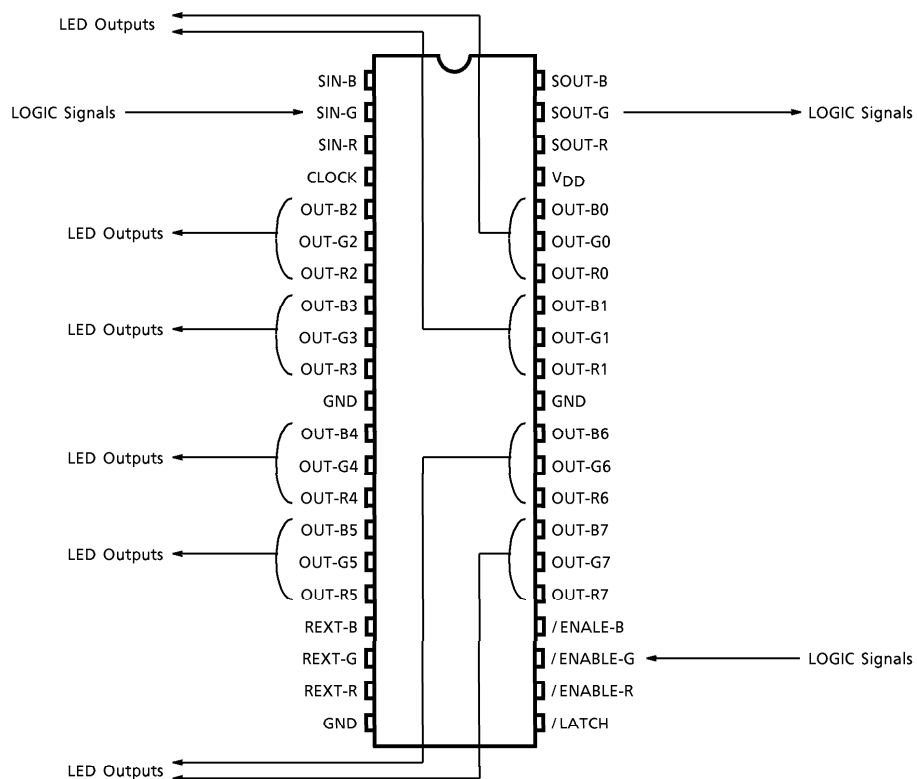 LED Outputs
SIN-B SOUT-B
LOGIC Signals SIN-G SOUT-G LOGIC Signals
SIN-R SOUT-R
CLOCK VDD
OUT-B2 OUT-B0
LED Outputs OUT-G2 OUT-G0
OUT-R2 OUT-R0
OUT-B3 OUT-B1
LED Outputs OUT-G3 OUT-G1
OUT-R3 OUT-R1
GND GND
OUT-B4 OUT-B6
LED Outputs OUT-G4 OUT-G6
OUT-R4 OUT-R6
OUT-B5 OUT-B7
LED Outputs OUT-G5 OUT-G7
OUT-R5 OUT-R7
REXT-B /ENALE-B
REXT-G /ENABLE-G LOGIC Signals
REXT-R /ENABLE-R
GND /LATCH
LED Outputs